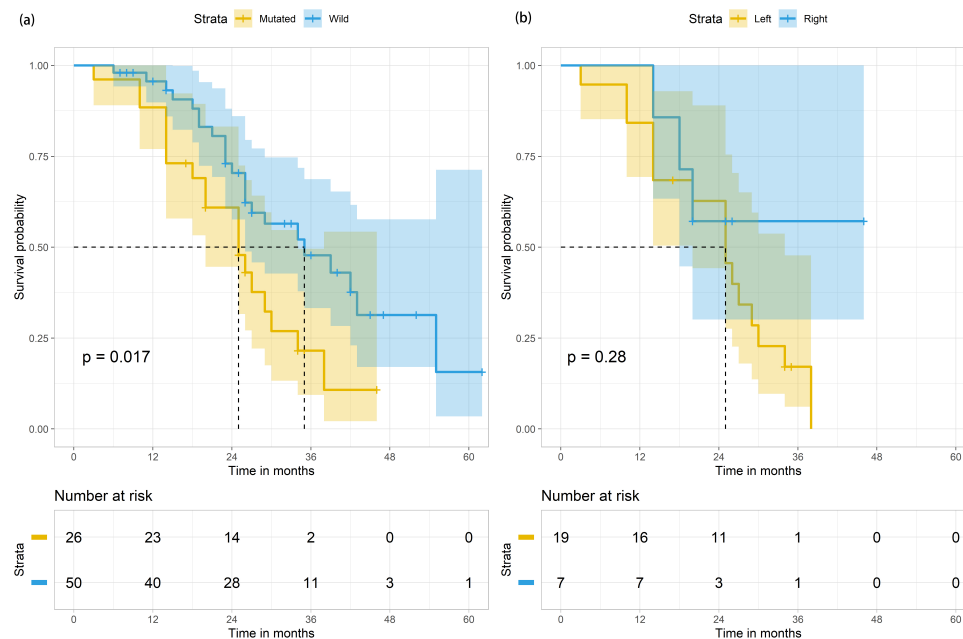 (a)
Strata Mutated Wild
1.00
0.75
0.50
0.25
0.00
Survival probability
p = 0.017
0 12 24 36 48 60
Time in months
Number at risk
Strata
26 23 14 2 0 0
50 40 28 11 3 1
0 12 24 36 48 60
Time in months
(b)
Strata Left Right
1.00
0.75
0.50
0.25
0.00
Survival probability
p = 0.28
0 12 24 36 48 60
Time in months
Number at risk
Strata
19 16 11 1 0 0
7 7 3 1 0 0
0 12 24 36 48 60
Time in months